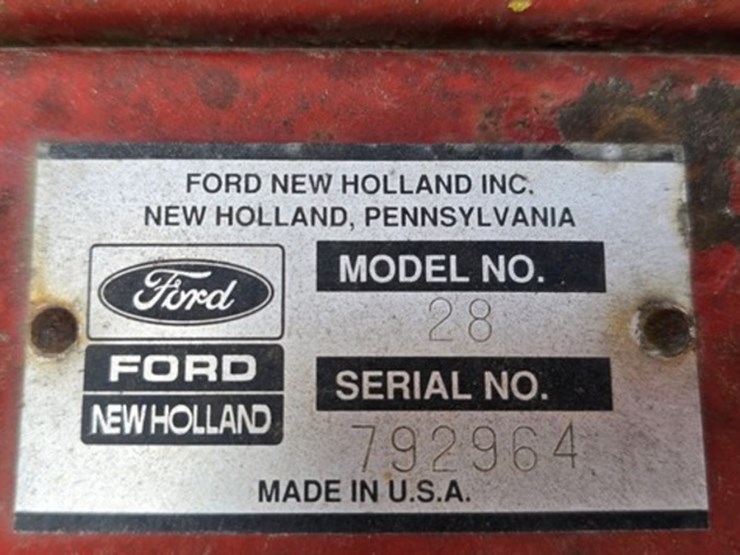 FORD NEW HOLLAND INC.
NEW HOLLAND, PENNSYLVANIA
Ford
FORD
NEW HOLLAND
MODEL NO.
28
SERIAL NO.
792964
MADE IN U.S.A.